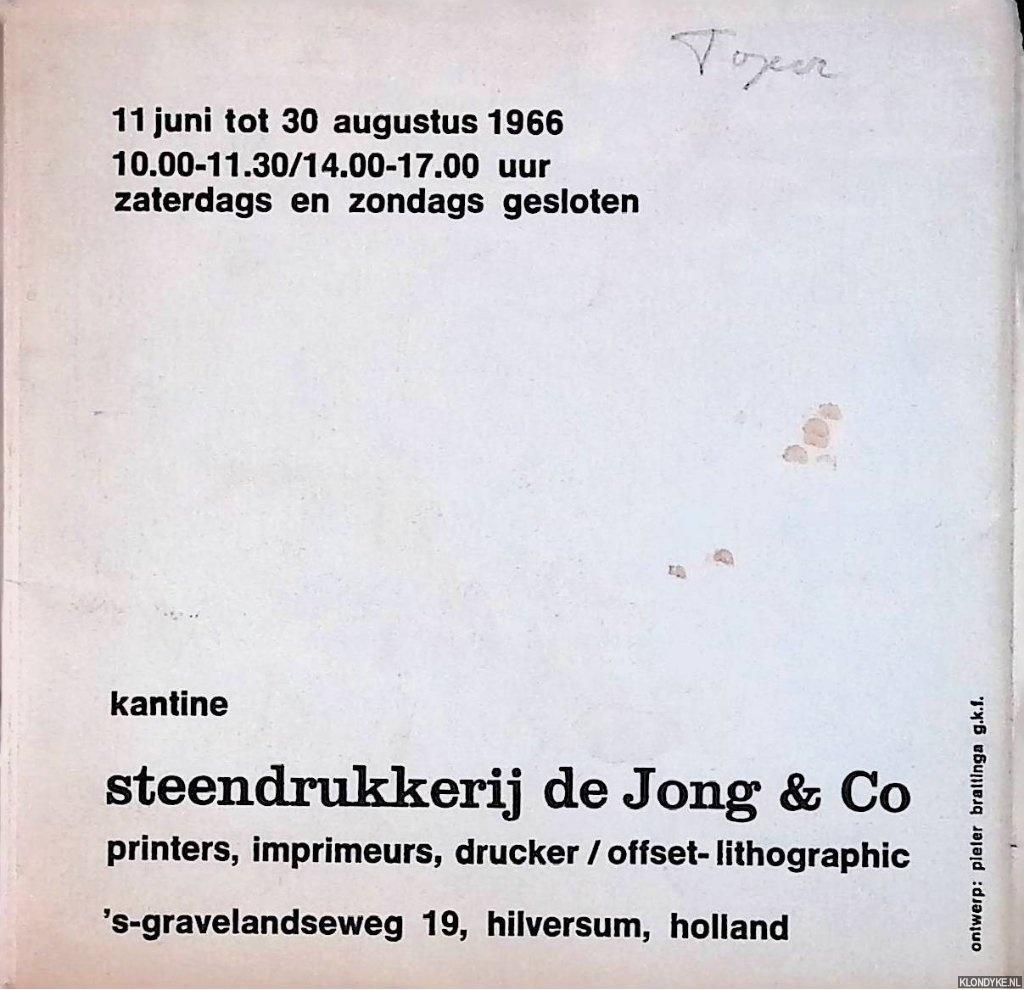 11 juni tot 30 augustus 1966
10.00-11.30/14.00-17.00 uur
zaterdags en zondags gesloten
kantine
steendrukkerij de Jong & Co
printers, imprimeurs, drucker / offset-lithographic
's-gravelandseweg 19, hilversum, holland
ontwerp: pieter brattinga g.k.f.
KLONDYKE.NL